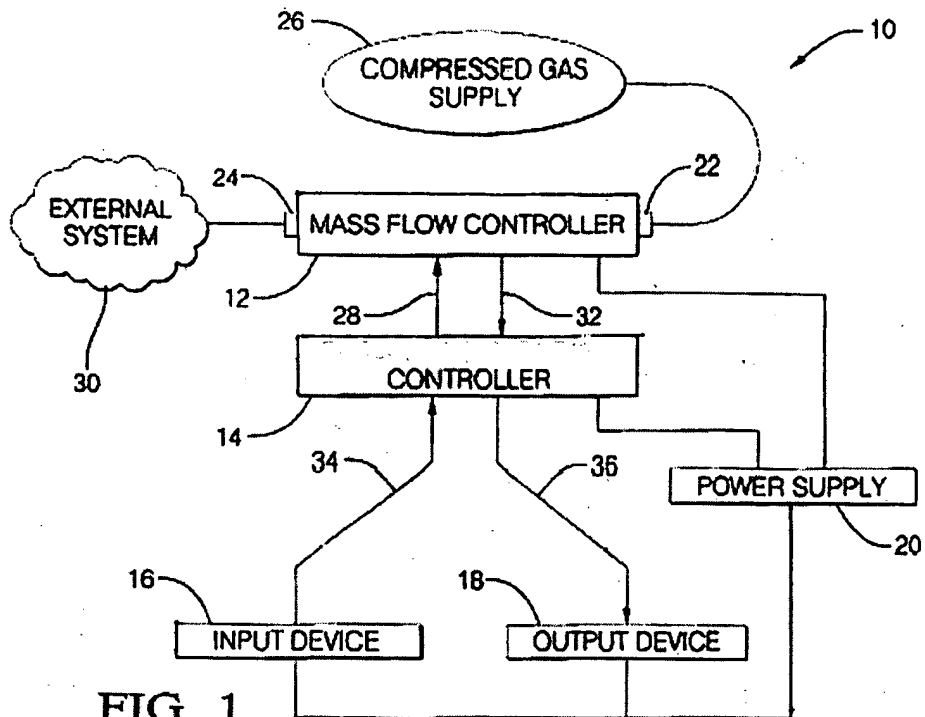 26
10
COMPRESSED GAS
SUPPLY
24
22
EXTERNAL
SYSTEM
MASS FLOW CONTROLLER
12
28
32
30
CONTROLLER
14
34
36
POWER SUPPLY
20
16
18
INPUT DEVICE
OUTPUT DEVICE
FIG. 1